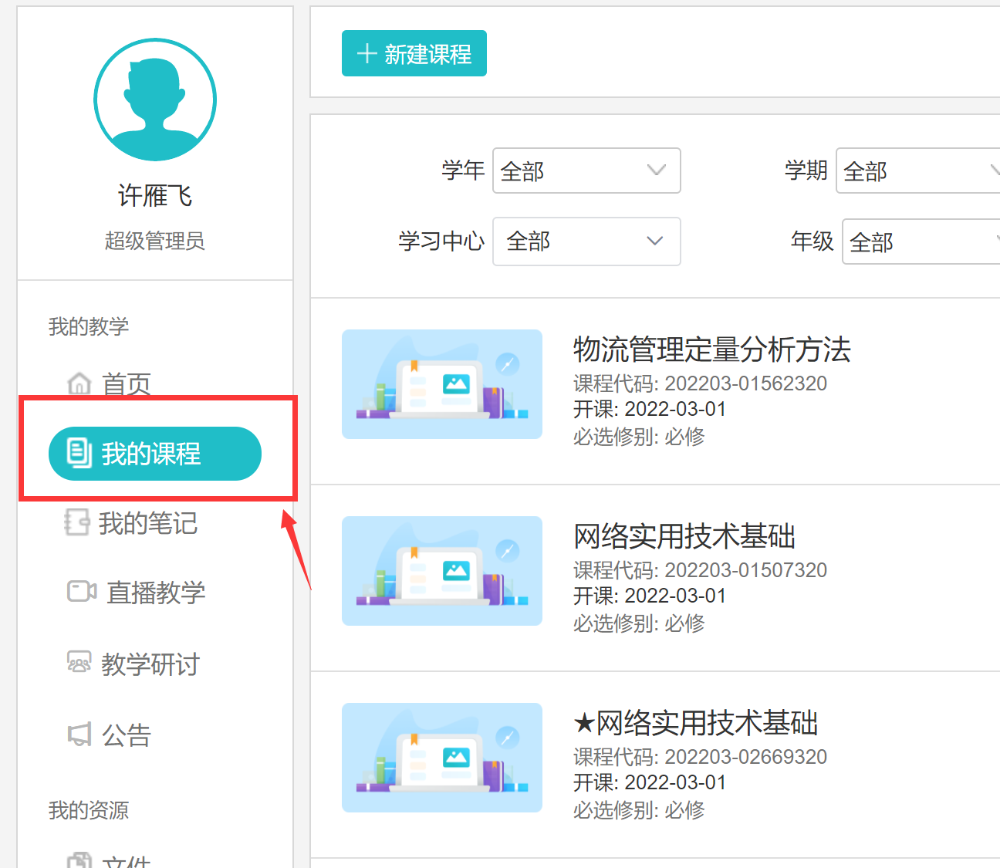 许雁飞
超级管理员
我的教学
首页
我的课程
我的笔记
直播教学
教学研讨
公告
我的资源
文件
新建课程
学年 全部 学期 全部
学习中心 全部 年级 全部
物流管理定量分析方法
课程代码: 202203-01562320
开课: 2022-03-01
必选修别: 必修
网络实用技术基础
课程代码: 202203-01507320
开课: 2022-03-01
必选修别: 必修
★网络实用技术基础
课程代码: 202203-02669320
开课: 2022-03-01
必选修别: 必修